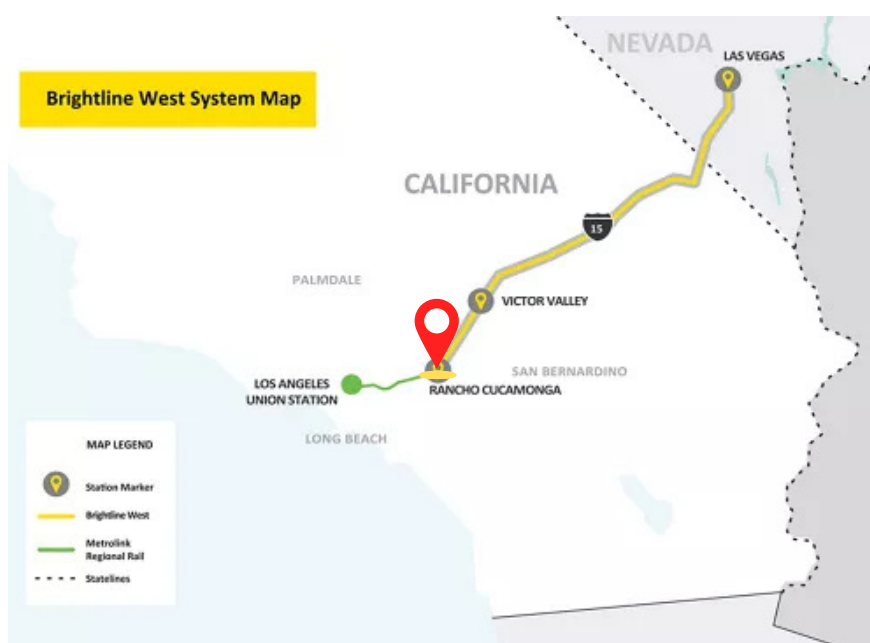 NEVADA
LAS VEGAS
Brightline West System Map
CALIFORNIA
15
PALMDALE
VICTOR VALLEY
SAN BERNARDINO
LOS ANGELES
UNION STATION
RANCHO CUCAMONGA
LONG BEACH
MAP LEGEND
Station Marker
Brightline West
Metrolink
Regional Rail
Statelines